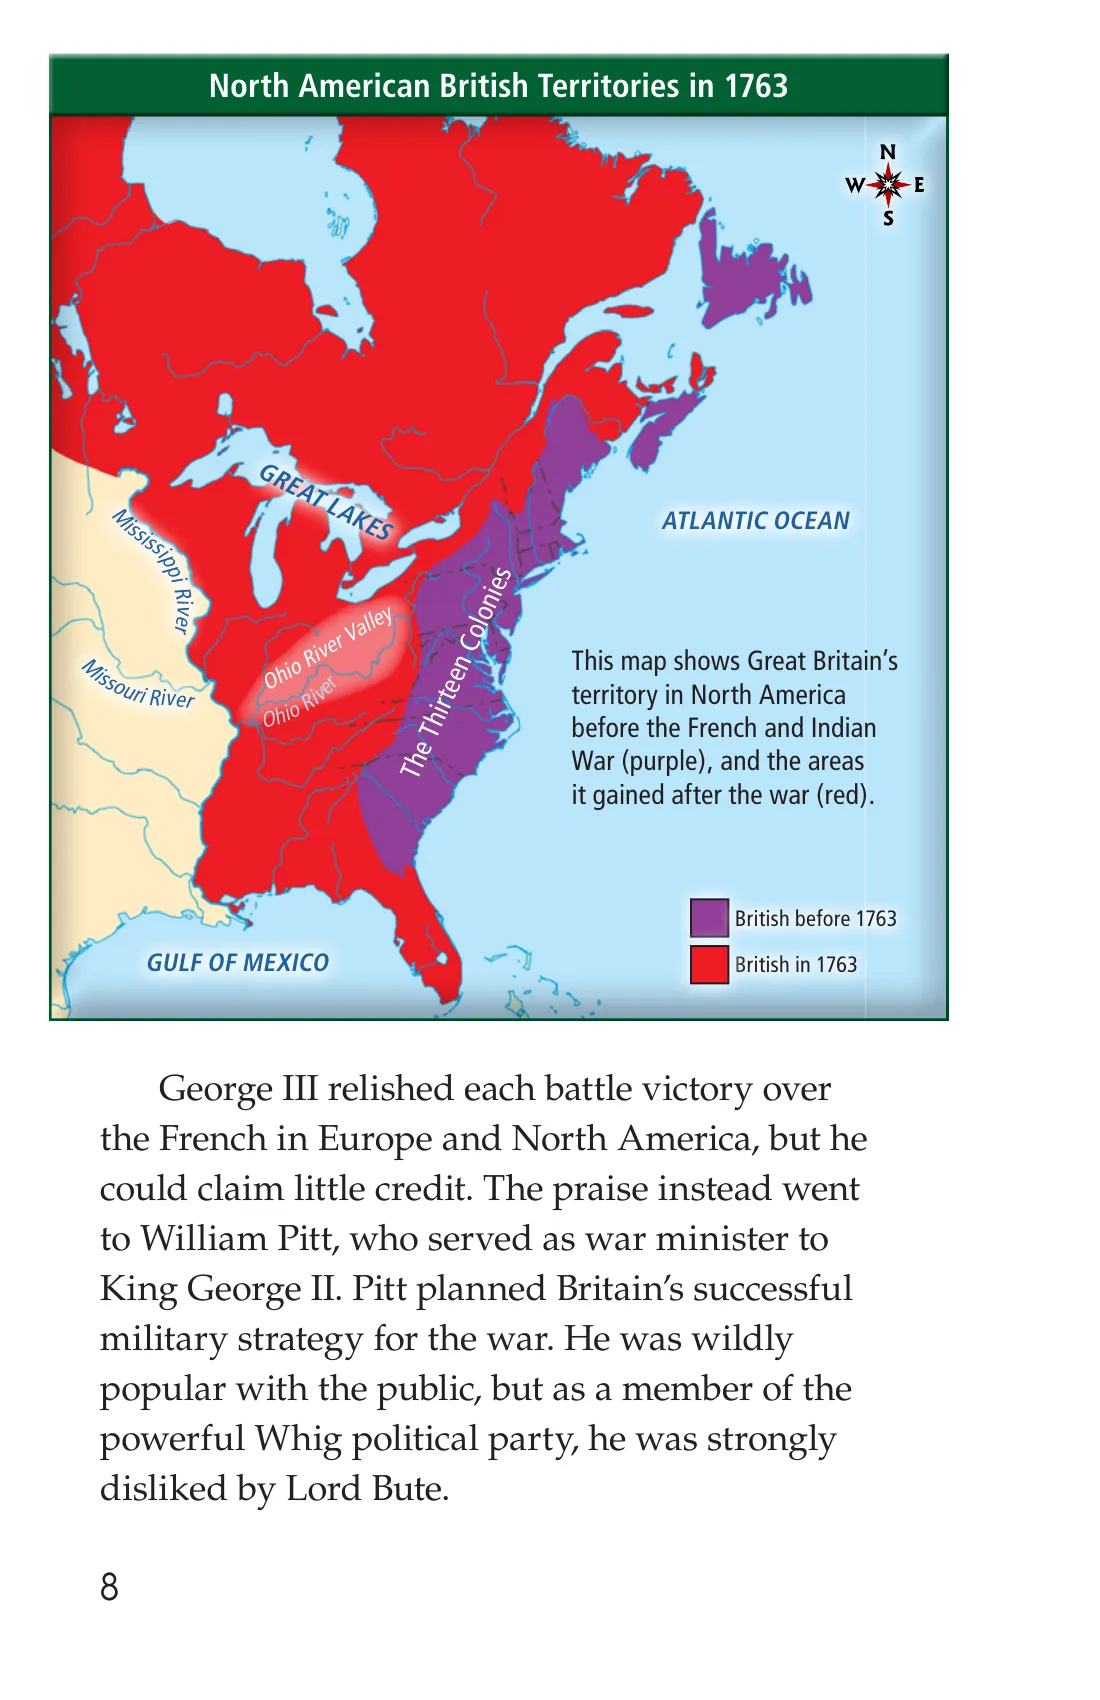 North American British Territories in 1763
N
W E
S
GREAT LAKES
Mississippi River
ATLANTIC OCEAN
The Thirteen Colonies
Ohio River Valley
Ohio River
Missouri River
This map shows Great Britain’s
territory in North America
before the French and Indian
War (purple), and the areas
it gained after the war (red).
British before 1763
British in 1763
GULF OF MEXICO
George III relished each battle victory over
the French in Europe and North America, but he
could claim little credit. The praise instead went
to William Pitt, who served as war minister to
King George II. Pitt planned Britain’s successful
military strategy for the war. He was wildly
popular with the public, but as a member of the
powerful Whig political party, he was strongly
disliked by Lord Bute.
8